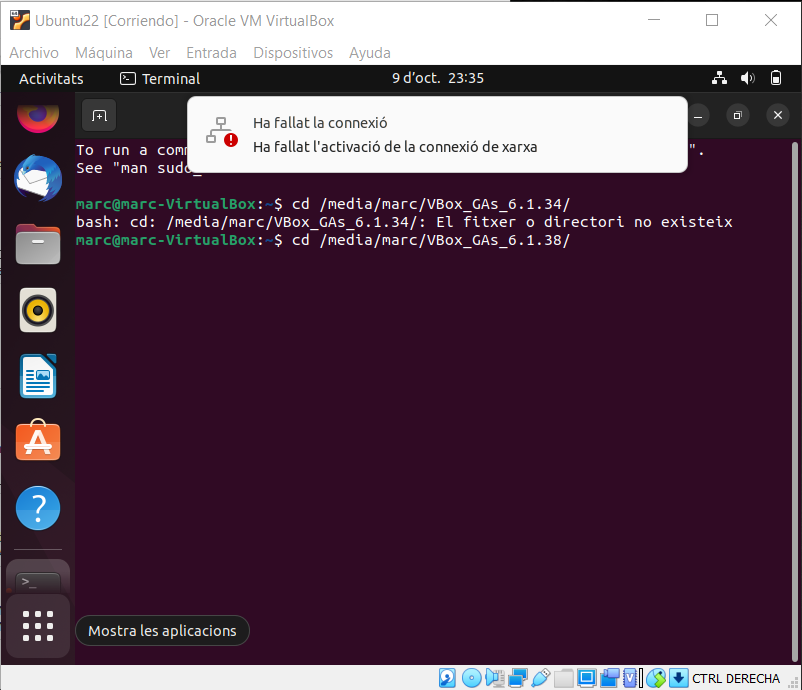 Ubuntu22 [Corriendo] - Oracle VM VirtualBox
Archivo Máquina Ver Entrada Dispositivos Ayuda
Activitats Terminal 9 d'oct. 23:35
Ha fallat la connexió
Ha fallat l'activació de la connexió de xarxa
To run a comm ".
See "man sudo_
marc@marc-VirtualBox:~$ cd /media/marc/VBox_GAs_6.1.34/
bash: cd: /media/marc/VBox_GAs_6.1.34/: El fitxer o directori no existeix
marc@marc-VirtualBox:~$ cd /media/marc/VBox_GAs_6.1.38/
Mostra les aplicacions
CTRL DERECHA